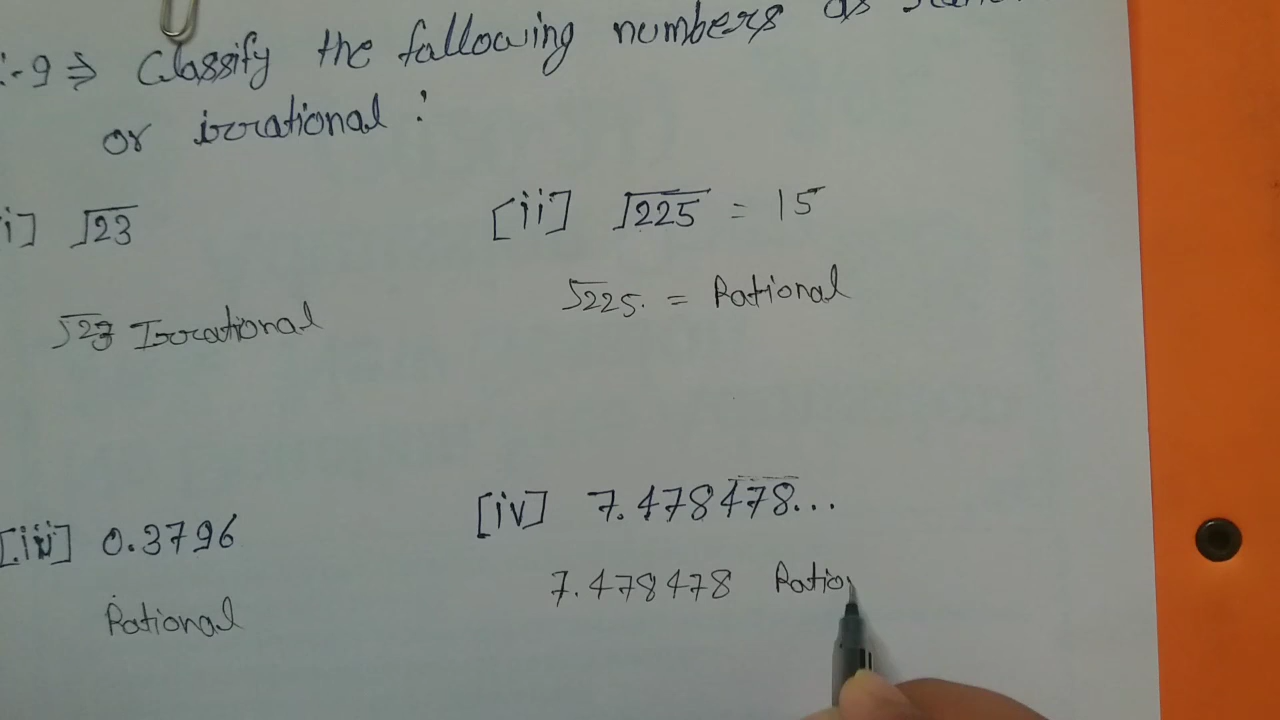 :-9 ⇒ Classify the following numbers as
or irrational :
i] √23
[ii] √225 = 15
√23 Irrational
√225. = Rational
[iii] 0.3796
[iv] 7.478478...
Rational
7.478478 Ratio